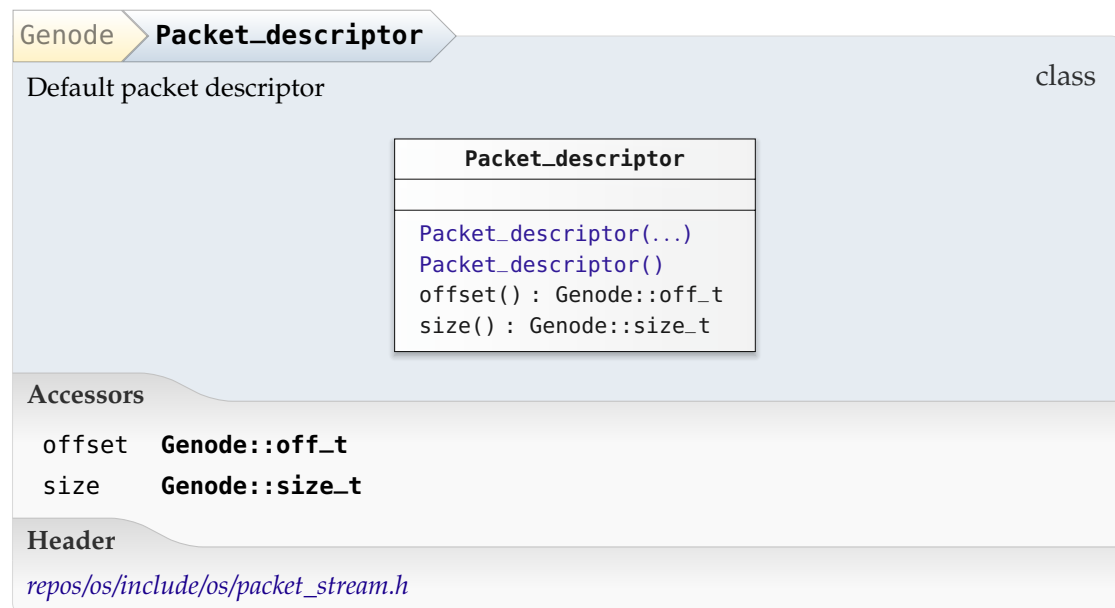 Genode Packet_descriptor
class
Default packet descriptor
Packet_descriptor
Packet_descriptor(...)
Packet_descriptor()
offset() : Genode::off_t
size() : Genode::size_t
Accessors
offset Genode::off_t
size Genode::size_t
Header
repos/os/include/os/packet_stream.h